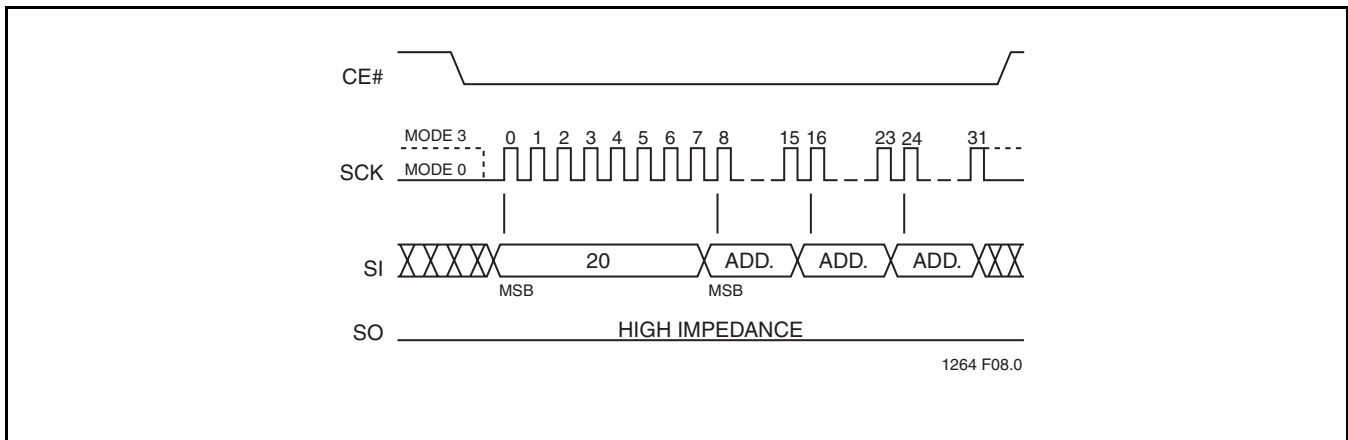 CE#
MODE 3 0 1 2 3 4 5 6 7 8 15 16 23 24 31
SCK MODE 0
SI 20 ADD. ADD. ADD.
MSB MSB
SO HIGH IMPEDANCE
1264 F08.0